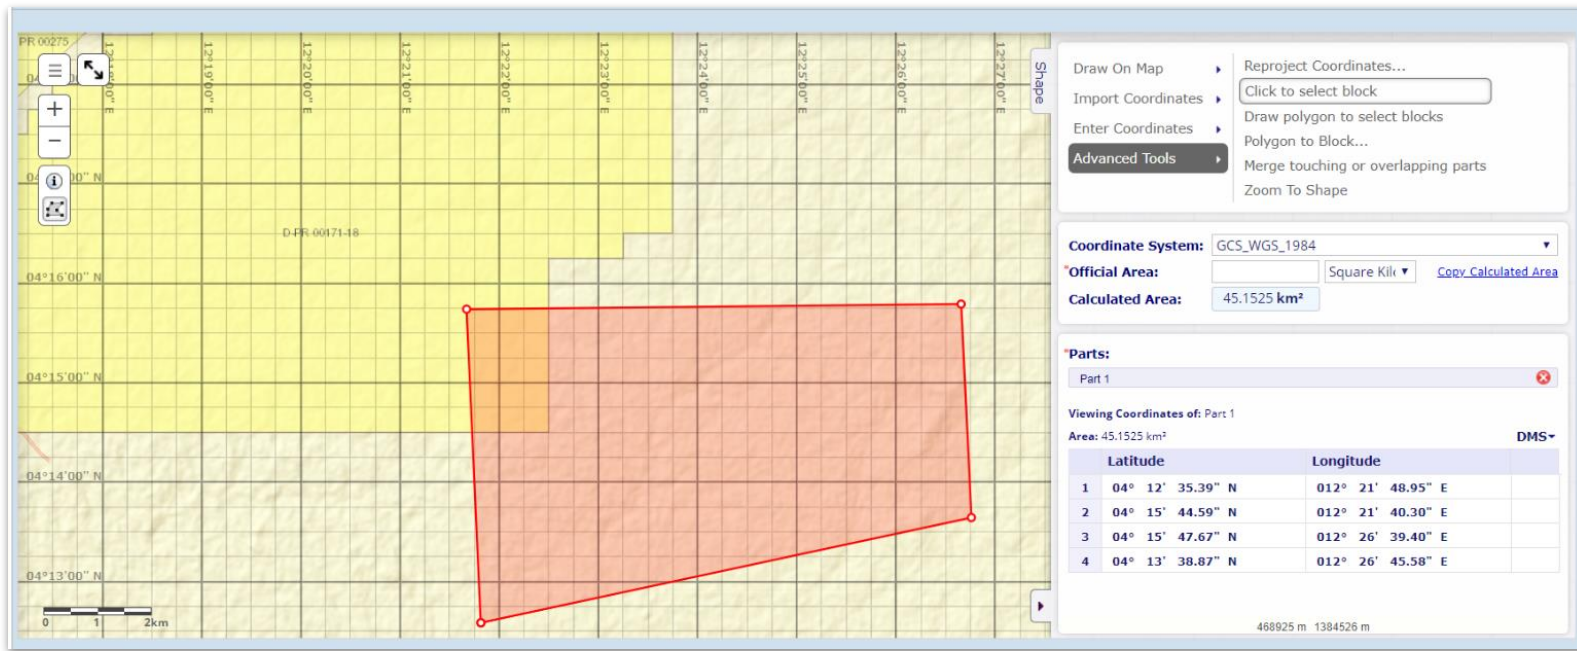 PR 00275
12°18'00" E
12°19'00" E
12°20'00" E
12°21'00" E
12°22'00" E
12°23'00" E
12°24'00" E
12°25'00" E
12°26'00" E
12°27'00" E
D-PR 00171-18
04°16'00" N
04°15'00" N
04°14'00" N
04°13'00" N
0 1 2km
Shape
Draw On Map
Import Coordinates
Enter Coordinates
Advanced Tools
Reproject Coordinates...
Click to select block
Draw polygon to select blocks
Polygon to Block...
Merge touching or overlapping parts
Zoom To Shape
Coordinate System: GCS_WGS_1984
*Official Area: Square Kil Copy Calculated Area
Calculated Area: 45.1525 km²
*Parts:
Part 1
Viewing Coordinates of: Part 1
Area: 45.1525 km²
DMS
Latitude Longitude
1 04° 12' 35.39" N 012° 21' 48.95" E
2 04° 15' 44.59" N 012° 21' 40.30" E
3 04° 15' 47.67" N 012° 26' 39.40" E
4 04° 13' 38.87" N 012° 26' 45.58" E
468925 m 1384526 m